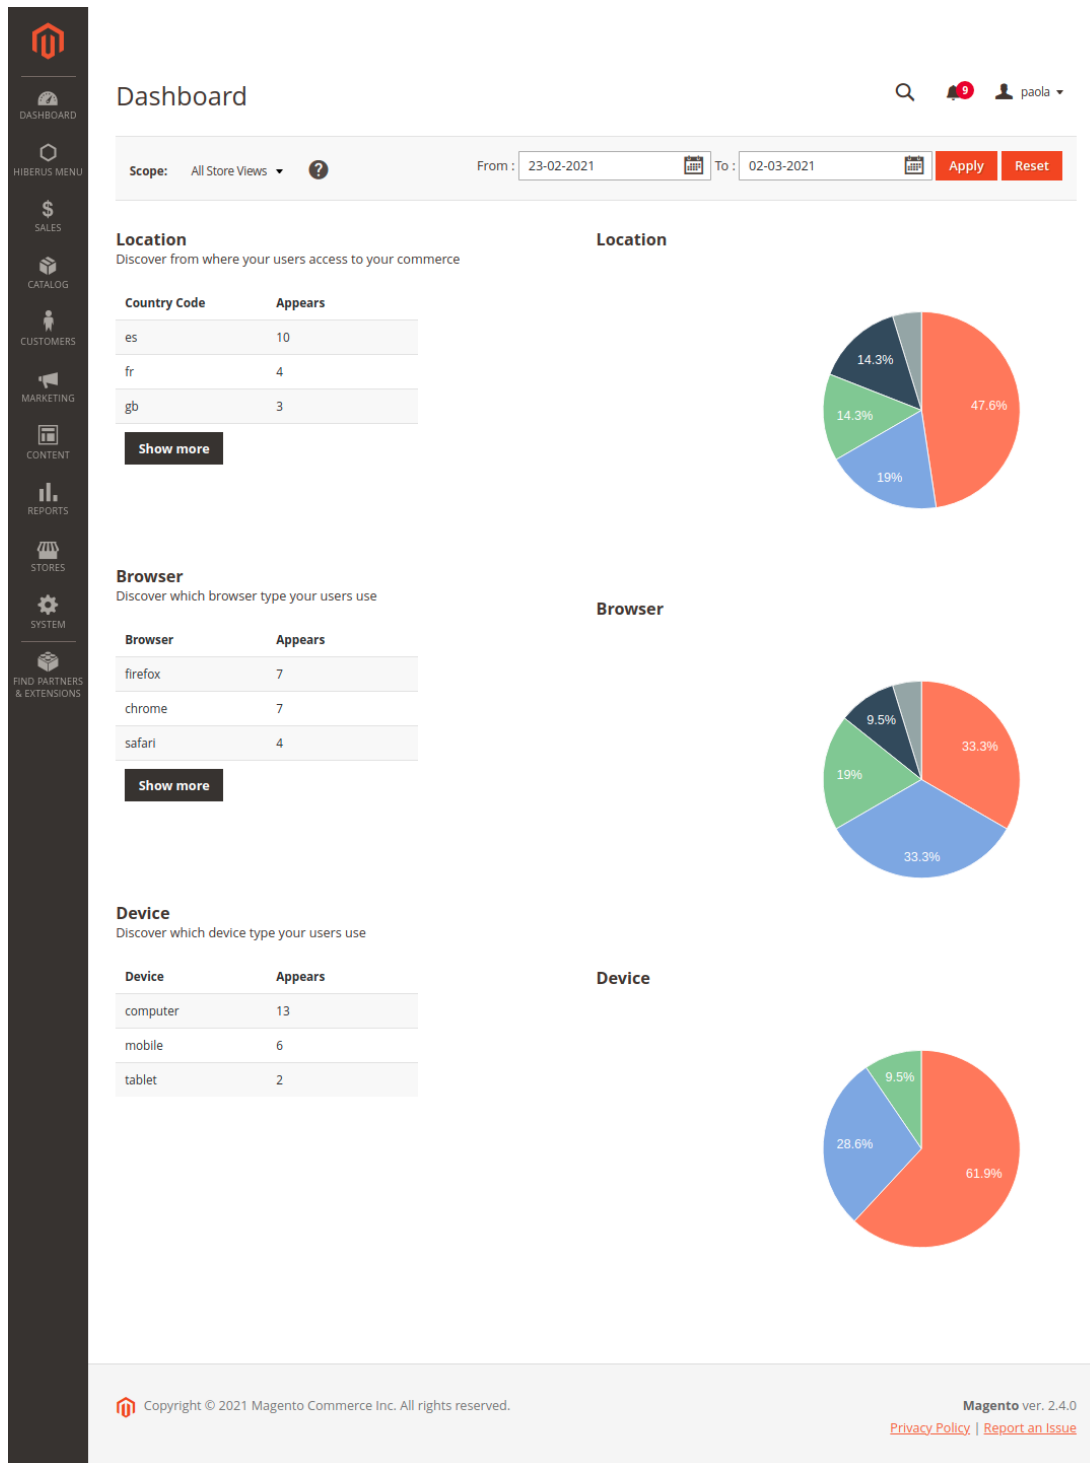 Dashboard
9
paola
DASHBOARD
HIBERUS MENU
SALES
CATALOG
CUSTOMERS
MARKETING
CONTENT
REPORTS
STORES
SYSTEM
FIND PARTNERS
& EXTENSIONS
Scope: All Store Views ?
From : 23-02-2021 To : 02-03-2021 Apply Reset
Location
Discover from where your users access to your commerce
Country Code Appears
es 10
fr 4
gb 3
Show more
Location
14.3%
47.6%
14.3%
19%
Browser
Discover which browser type your users use
Browser Appears
firefox 7
chrome 7
safari 4
Show more
Browser
9.5%
33.3%
19%
33.3%
Device
Discover which device type your users use
Device Appears
computer 13
mobile 6
tablet 2
Device
9.5%
28.6%
61.9%
Copyright © 2021 Magento Commerce Inc. All rights reserved.
Magento ver. 2.4.0
Privacy Policy | Report an Issue